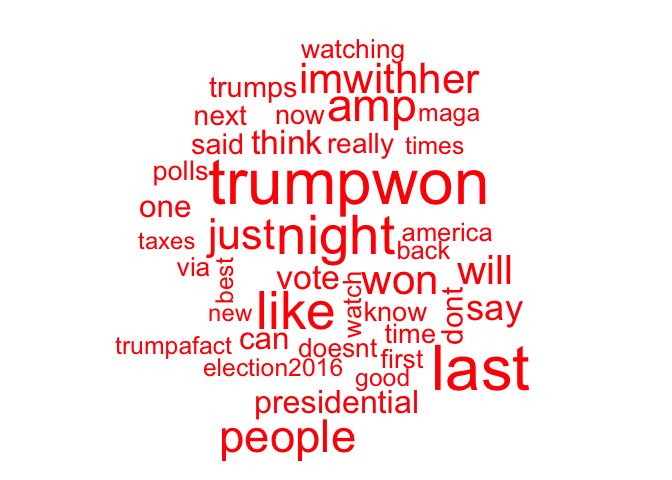 watching
trumps imwithher
next now amp maga
said think really times
polls trumpwon
one
taxes just night america
back
via best vote won will
new like watch know dont say
trumpafact can doesnt time
election2016 first last
good
presidential
people